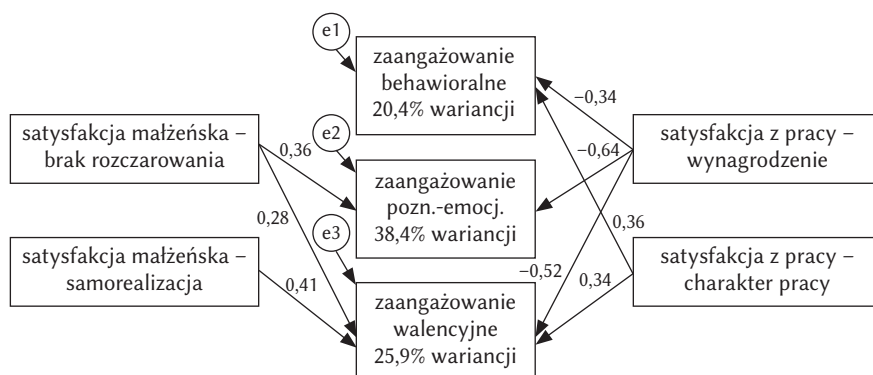 e1
zaangażowanie
behawioralne
20,4% wariancji
−0,34
satysfakcja małżeńska –
brak rozczarowania
e2
0,36
zaangażowanie
pozn.-emocj.
38,4% wariancji
−0,64
satysfakcja z pracy –
wynagrodzenie
0,28
e3
0,36
satysfakcja małżeńska –
samorealizacja
0,41
zaangażowanie
walencyjne
25,9% wariancji
−0,52
0,34
satysfakcja z pracy –
charakter pracy